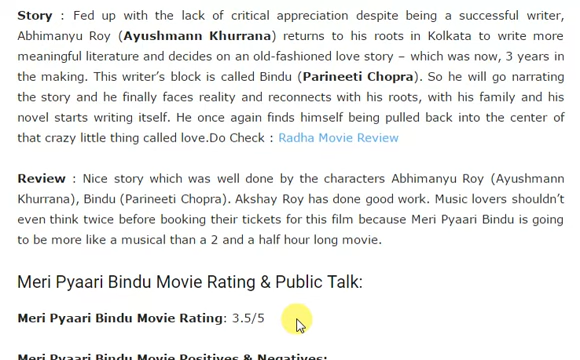 Story : Fed up with the lack of critical appreciation despite being a successful writer,
Abhimanyu Roy (Ayushmann Khurrana) returns to his roots in Kolkata to write more
meaningful literature and decides on an old-fashioned love story – which was now, 3 years in
the making. This writer’s block is called Bindu (Parineeti Chopra). So he will go narrating
the story and he finally faces reality and reconnects with his roots, with his family and his
novel starts writing itself. He once again finds himself being pulled back into the center of
that crazy little thing called love.Do Check : Radha Movie Review
Review : Nice story which was well done by the characters Abhimanyu Roy (Ayushmann
Khurrana), Bindu (Parineeti Chopra). Akshay Roy has done good work. Music lovers shouldn’t
even think twice before booking their tickets for this film because Meri Pyaari Bindu is going
to be more like a musical than a 2 and a half hour long movie.
Meri Pyaari Bindu Movie Rating & Public Talk:
Meri Pyaari Bindu Movie Rating: 3.5/5
Meri Pyaari Bindu Movie Positives & Negatives: